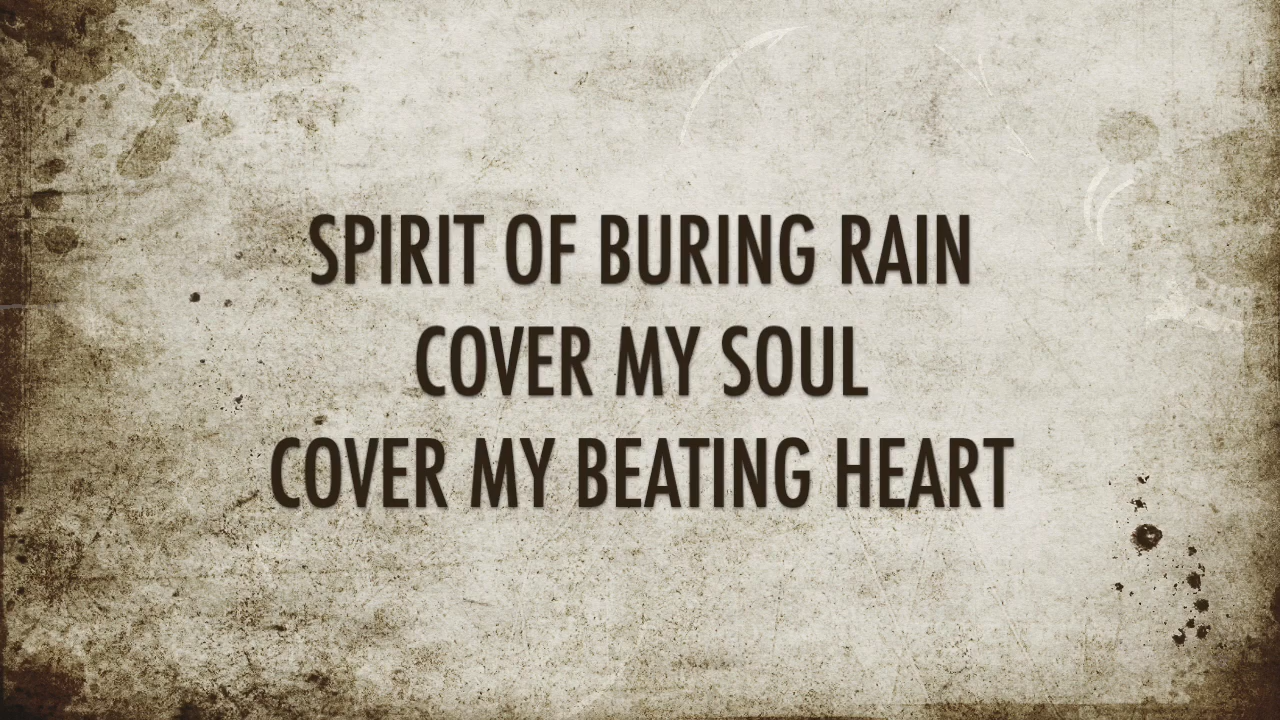 SPIRIT OF BURING RAIN
COVER MY SOUL
COVER MY BEATING HEART